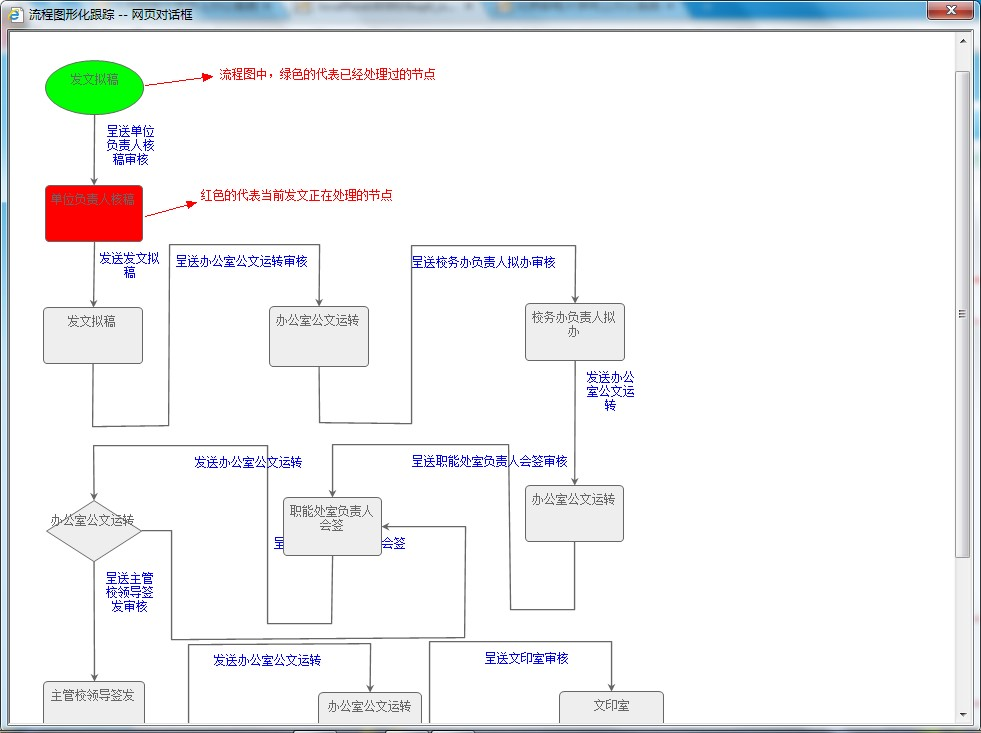 流程图形化跟踪 -- 网页对话框
发文拟稿
流程图中，绿色的代表已经处理过的节点
呈送单位
负责人核
稿审核
单位负责人核稿
红色的代表当前发文正在处理的节点
发送发文拟
稿
呈送办公室公文运转审核
呈送校务办负责人拟办审核
发文拟稿
办公室公文运转
校务办负责人拟
办
发送办公
室公文运
转
发送办公室公文运转
呈送职能处室负责人会签审核
办公室公文运转
职能处室负责人
会签
办公室公文运转
呈
会签
呈送主管
校领导签
发审核
发送办公室公文运转
呈送文印室审核
主管校领导签发
办公室公文运转
文印室